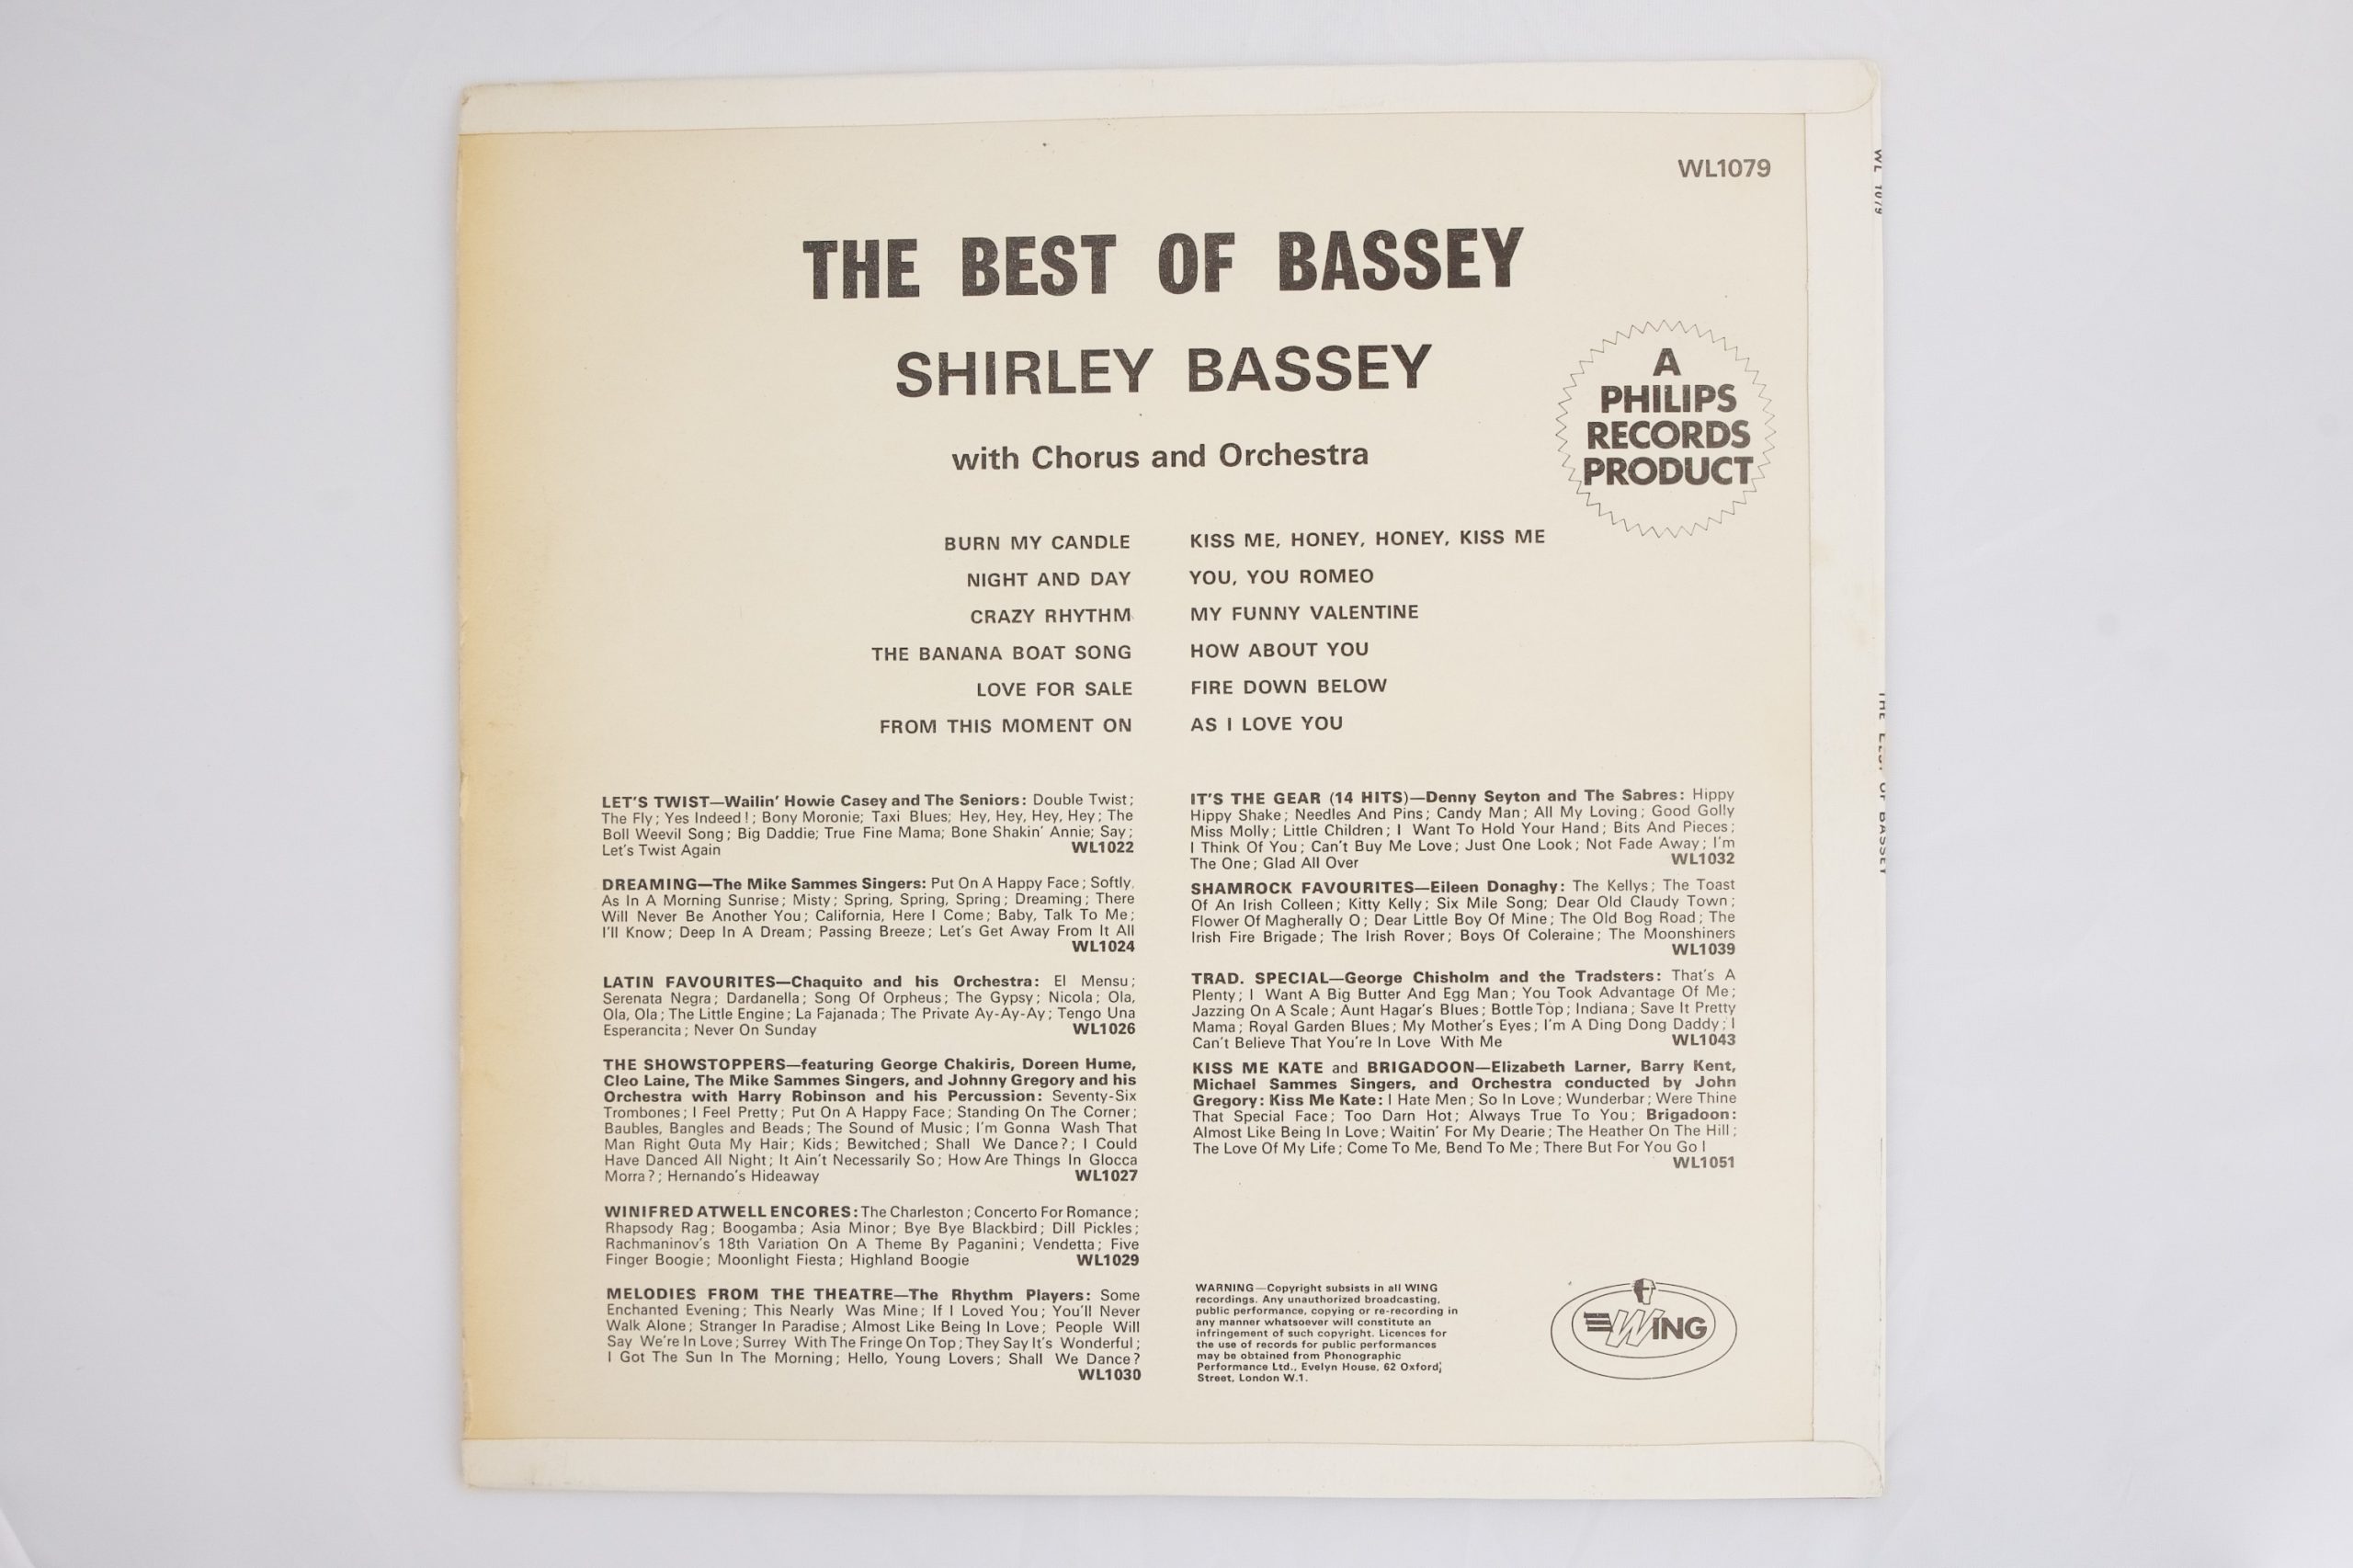 WL1079
THE BEST OF BASSEY
SHIRLEY BASSEY
with Chorus and Orchestra
A
PHILIPS
RECORDS
PRODUCT
BURN MY CANDLE
NIGHT AND DAY
CRAZY RHYTHM
THE BANANA BOAT SONG
LOVE FOR SALE
FROM THIS MOMENT ON
KISS ME, HONEY, HONEY, KISS ME
YOU, YOU ROMEO
MY FUNNY VALENTINE
HOW ABOUT YOU
FIRE DOWN BELOW
AS I LOVE YOU
LET'S TWIST—Wailin' Howie Casey and The Seniors: Double Twist;
The Fly; Yes Indeed!; Bony Moronie; Taxi Blues; Hey, Hey, Hey, Hey; The
Boll Weevil Song; Big Daddie; True Fine Mama; Bone Shakin' Annie; Say;
Let's Twist Again WL1022
DREAMING—The Mike Sammes Singers: Put On A Happy Face; Softly,
As In A Morning Sunrise; Misty; Spring, Spring, Spring; Dreaming; There
Will Never Be Another You; California, Here I Come; Baby, Talk To Me;
I'll Know; Deep In A Dream; Passing Breeze; Let's Get Away From It All
WL1024
LATIN FAVOURITES—Chaquito and his Orchestra: El Mensu;
Serenata Negra; Dardanella; Song Of Orpheus; The Gypsy; Nicola; Ola,
Ola, Ola; The Little Engine; La Fajanada; The Private Ay-Ay-Ay; Tengo Una
Esperancita; Never On Sunday WL1026
THE SHOWSTOPPERS—featuring George Chakiris, Doreen Hume,
Cleo Laine, The Mike Sammes Singers, and Johnny Gregory and his
Orchestra with Harry Robinson and his Percussion: Seventy-Six
Trombones; I Feel Pretty; Put On A Happy Face; Standing On The Corner;
Baubles, Bangles and Beads; The Sound of Music; I'm Gonna Wash That
Man Right Outa My Hair; Kids; Bewitched; Shall We Dance?; I Could
Have Danced All Night; It Ain't Necessarily So; How Are Things In Glocca
Morra?; Hernando's Hideaway WL1027
WINIFRED ATWELL ENCORES: The Charleston; Concerto For Romance;
Rhapsody Rag; Boogamba; Asia Minor; Bye Bye Blackbird; Dill Pickles;
Rachmaninov's 18th Variation On A Theme By Paganini; Vendetta; Five
Finger Boogie; Moonlight Fiesta; Highland Boogie WL1029
MELODIES FROM THE THEATRE—The Rhythm Players: Some
Enchanted Evening; This Nearly Was Mine; If I Loved You; You'll Never
Walk Alone; Stranger In Paradise; Almost Like Being In Love; People Will
Say We're In Love; Surrey With The Fringe On Top; They Say It's Wonderful;
I Got The Sun In The Morning; Hello, Young Lovers; Shall We Dance?
WL1030
IT'S THE GEAR (14 HITS)—Denny Seyton and The Sabres: Hippy
Hippy Shake; Needles And Pins; Candy Man; All My Loving; Good Golly
Miss Molly; Little Children; I Want To Hold Your Hand; Bits And Pieces;
I Think Of You; Can't Buy Me Love; Just One Look; Not Fade Away; I'm
The One; Glad All Over WL1032
SHAMROCK FAVOURITES—Eileen Donaghy: The Kellys; The Toast
Of An Irish Colleen; Kitty Kelly; Six Mile Song; Dear Old Claudy Town;
Flower Of Magherally O; Dear Little Boy Of Mine; The Old Bog Road; The
Irish Fire Brigade; The Irish Rover; Boys Of Coleraine; The Moonshiners
WL1039
TRAD. SPECIAL—George Chisholm and the Tradsters: That's A
Plenty; I Want A Big Butter And Egg Man; You Took Advantage Of Me;
Jazzing On A Scale; Aunt Hagar's Blues; Bottle Top; Indiana; Save It Pretty
Mama; Royal Garden Blues; My Mother's Eyes; I'm A Ding Dong Daddy; I
Can't Believe That You're In Love With Me WL1043
KISS ME KATE and BRIGADOON—Elizabeth Larner, Barry Kent,
Michael Sammes Singers, and Orchestra conducted by John
Gregory: Kiss Me Kate: I Hate Men; So In Love; Wunderbar; Were Thine
That Special Face; Too Darn Hot; Always True To You; Brigadoon:
Almost Like Being In Love; Waitin' For My Dearie; The Heather On The Hill;
The Love Of My Life; Come To Me, Bend To Me; There But For You Go I
WL1051
WARNING—Copyright subsists in all WING
recordings. Any unauthorized broadcasting,
public performance, copying or re-recording in
any manner whatsoever will constitute an
infringement of such copyright. Licences for
the use of records for public performances
may be obtained from Phonographic
Performance Ltd., Evelyn House, 62 Oxford
Street, London W.1.
WING
WL 1079
THE BEST OF BASSEY